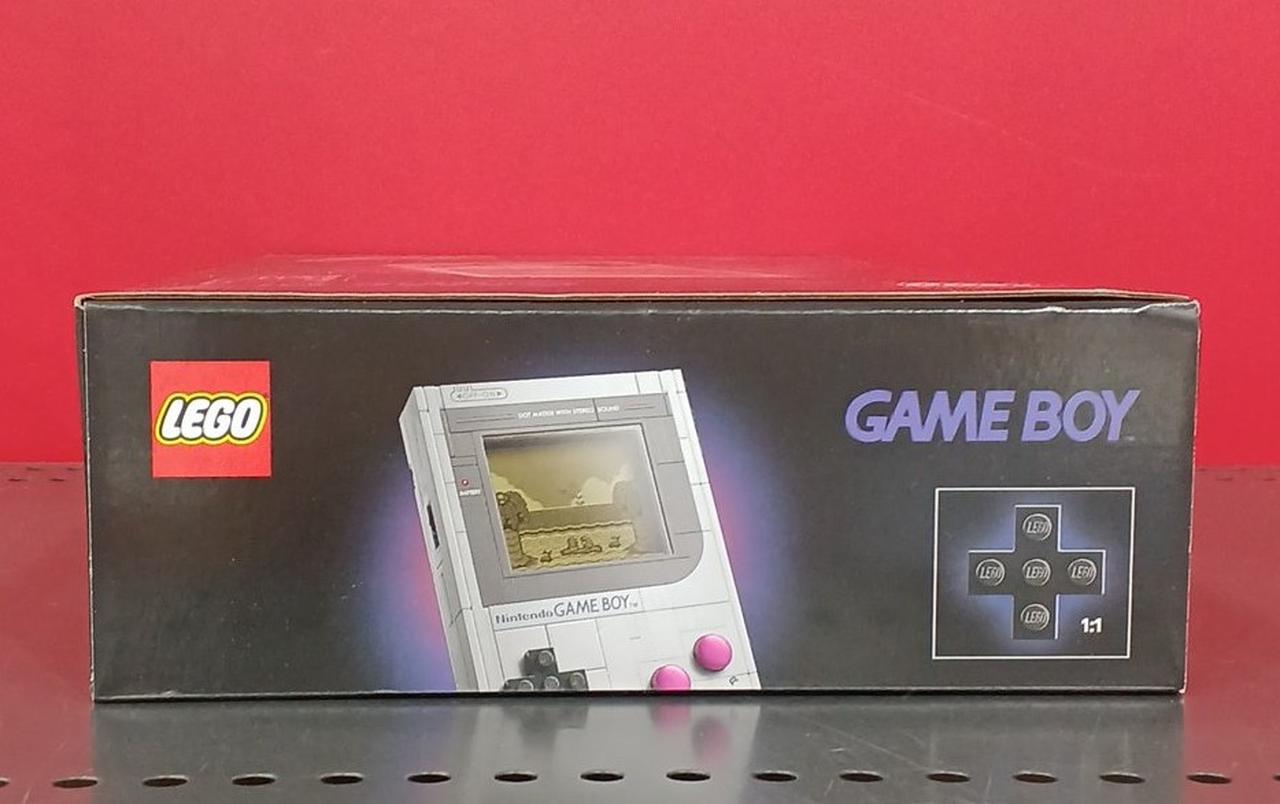 LEGO
GAME BOY
OFF•ON
DOT MATRIX WITH STEREO SOUND
BATTERY
Nintendo GAME BOY™
LEGO
LEGO LEGO LEGO
LEGO
1:1